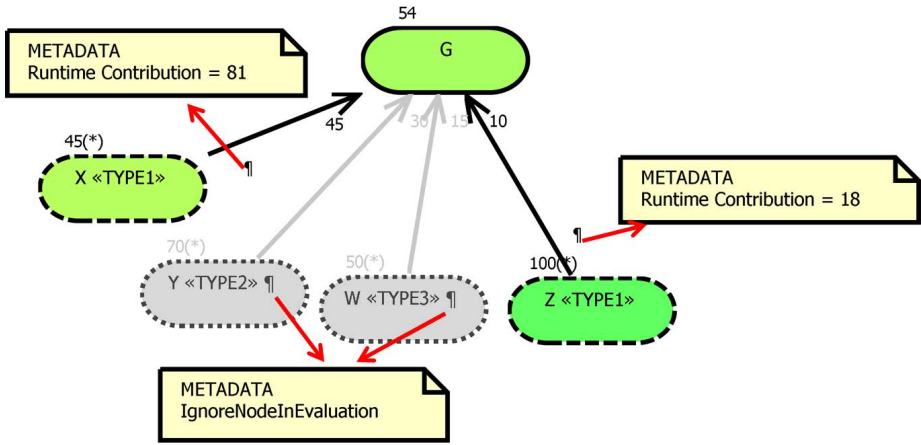 54
G
METADATA
Runtime Contribution = 81
45
30
15
10
45(*)
X «TYPE1»
¶
METADATA
Runtime Contribution = 18
¶
70(*)
Y «TYPE2» ¶
50(*)
W «TYPE3» ¶
100(*)
Z «TYPE1»
METADATA
IgnoreNodeInEvaluation